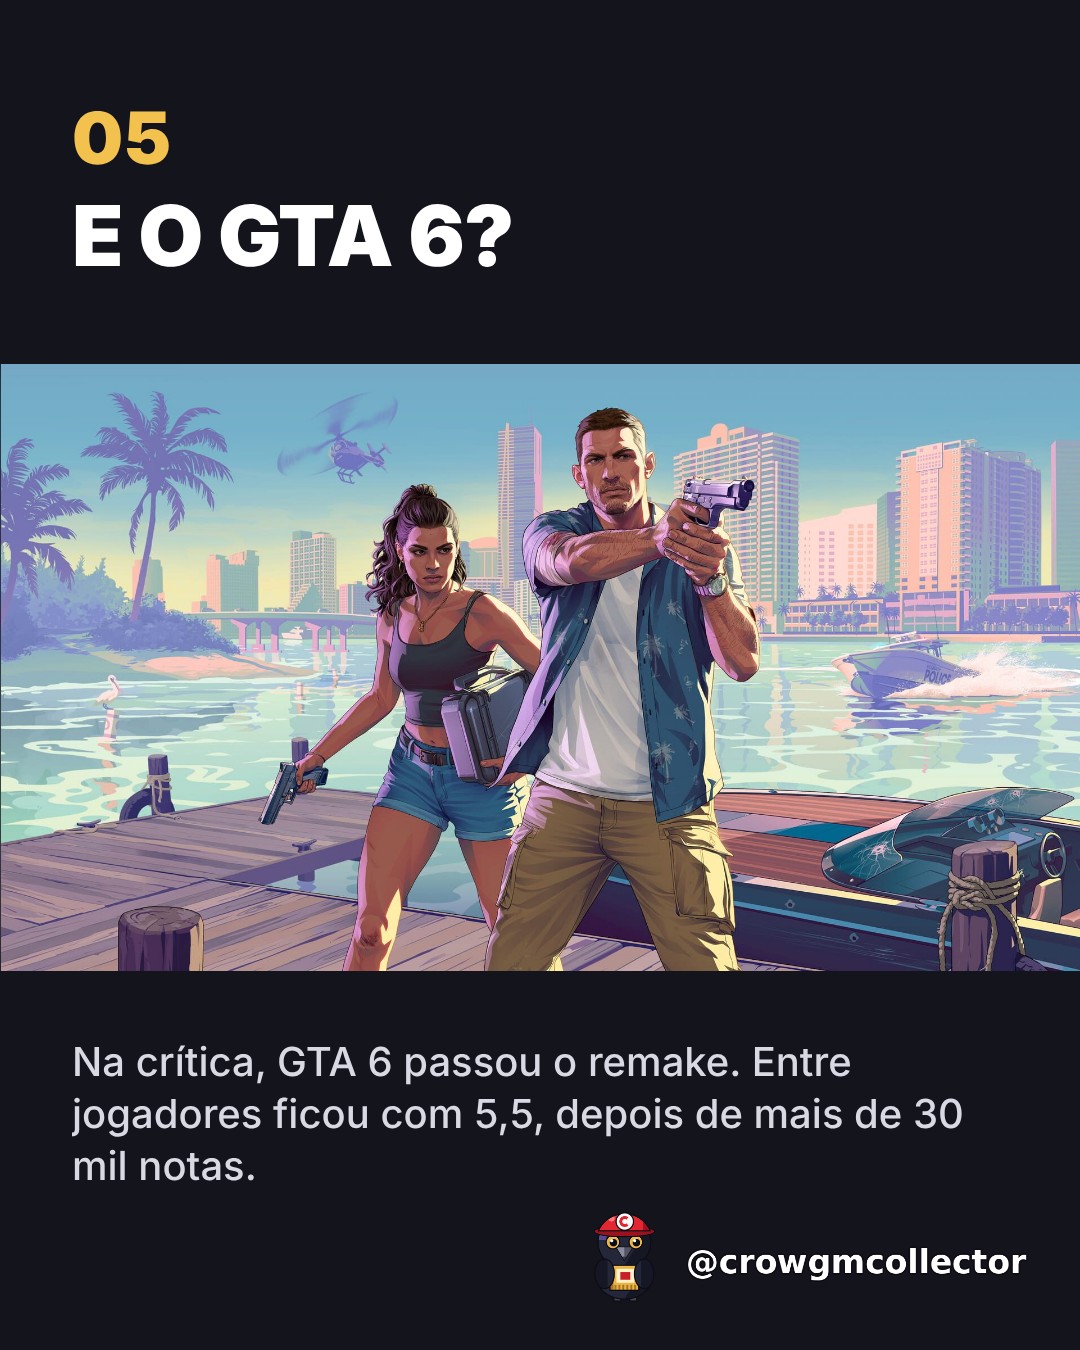 05
E O GTA 6?
POLICE
Na crítica, GTA 6 passou o remake. Entre
jogadores ficou com 5,5, depois de mais de 30
mil notas.
C
@crowgmcollector